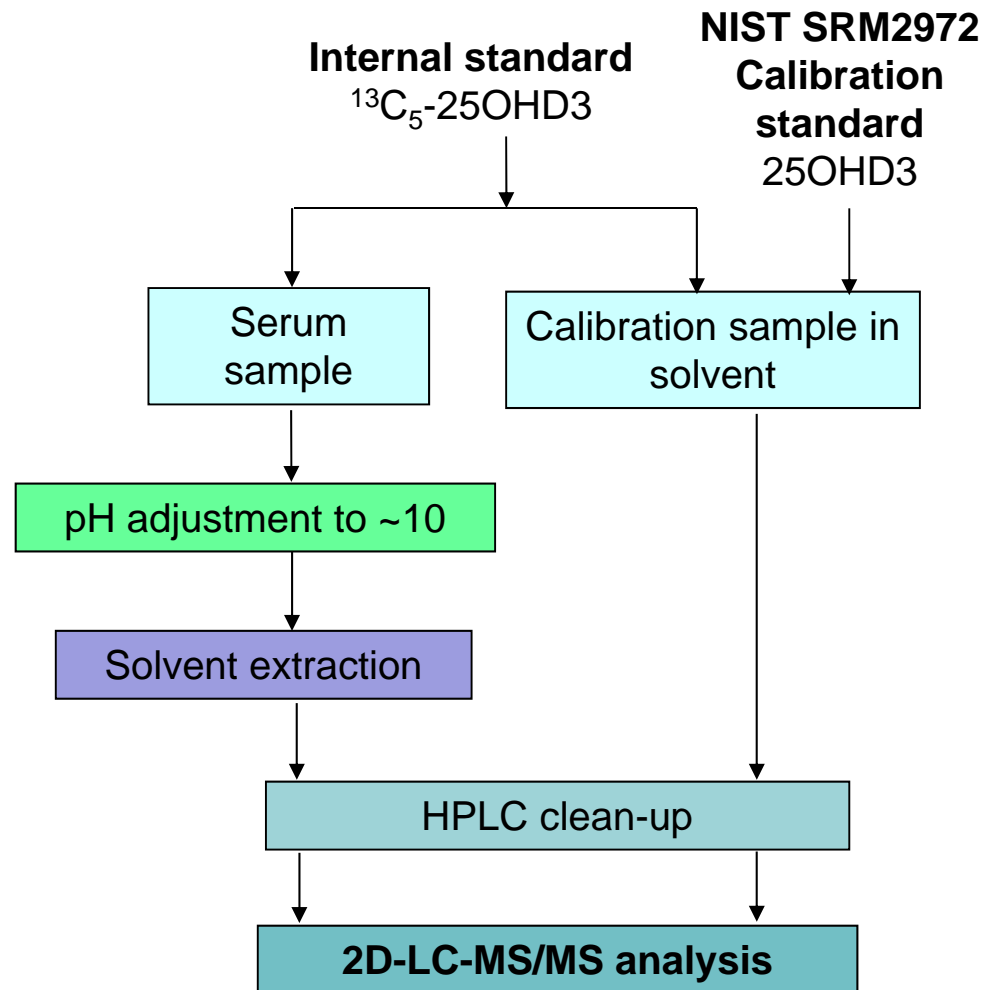 Internal standard
¹³C₅-25OHD3
NIST SRM2972
Calibration
standard
25OHD3
Serum
sample
Calibration sample in
solvent
pH adjustment to ~10
Solvent extraction
HPLC clean-up
2D-LC-MS/MS analysis